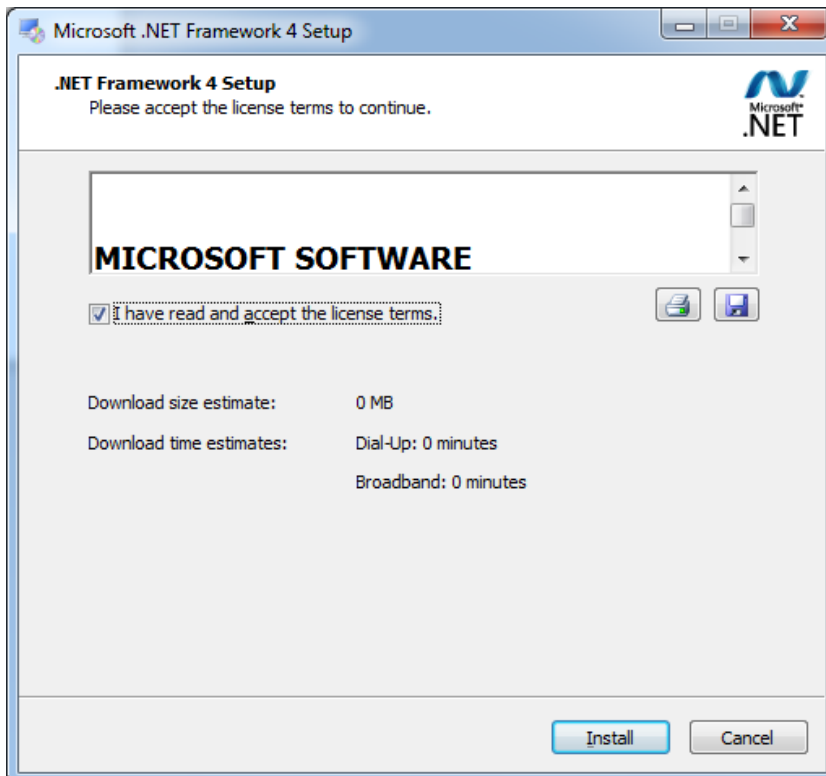 Microsoft .NET Framework 4 Setup
.NET Framework 4 Setup
Please accept the license terms to continue.
Microsoft®
.NET
MICROSOFT SOFTWARE
I have read and accept the license terms.
Download size estimate: 0 MB
Download time estimates: Dial-Up: 0 minutes
Broadband: 0 minutes
Install Cancel